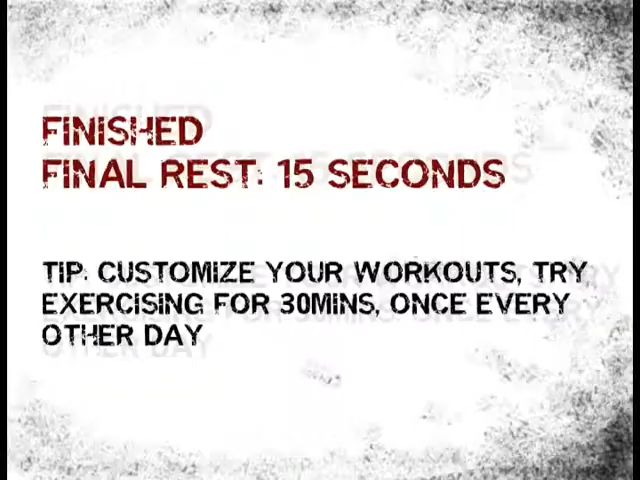 FINISHED
FINAL REST: 15 SECONDS
TIP: CUSTOMIZE YOUR WORKOUTS, TRY
EXERCISING FOR 30MINS, ONCE EVERY
OTHER DAY